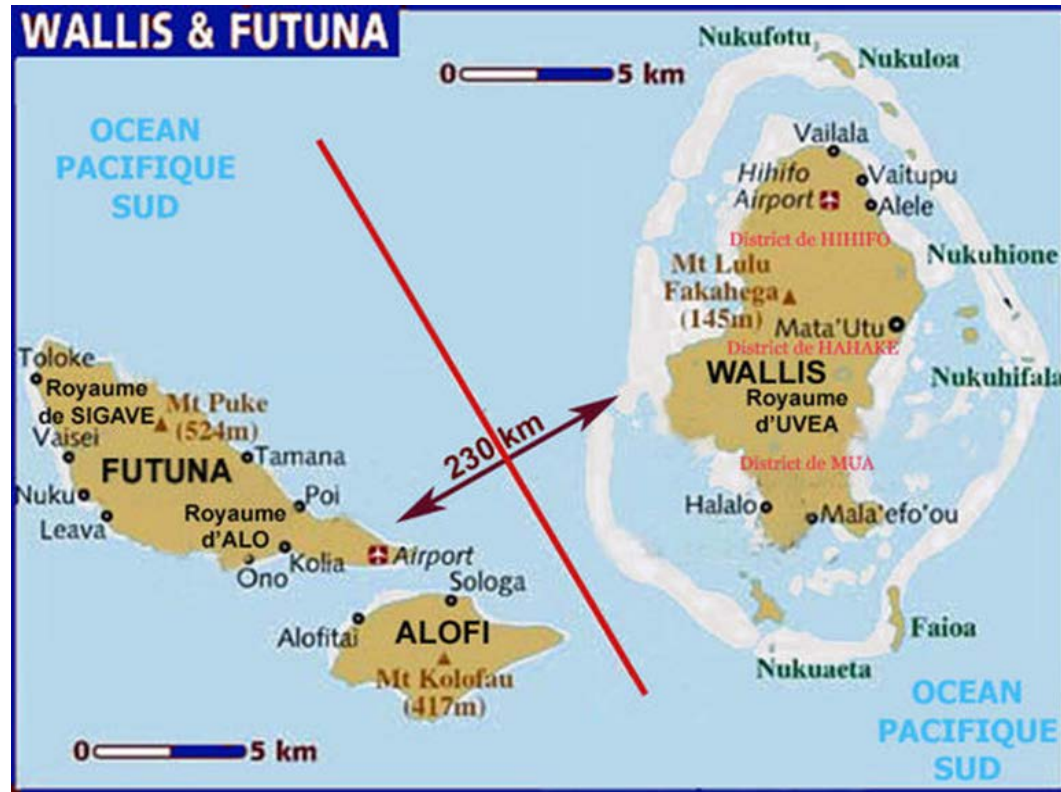 WALLIS & FUTUNA
0 5 km
OCEAN
PACIFIQUE
SUD
Nukufotu
Nukuloa
Vailala
Hihifo
Airport
Vaitupu
Alele
District de HIHIFO
Nukuhione
Mt Lulu
Fakahega
(145m)
Mata'Utu
District de HAHAKE
Nukuhifala
WALLIS
Royaume
d'UVEA
District de MUA
Halalo
Mala'efo'ou
Faioa
Nukuaeta
230 km
Toloke
Royaume
de SIGAVE
Mt Puke
(524m)
Vaisei
FUTUNA
Tamana
Nuku
Leava
Poi
Royaume
d'ALO
Kolia
Ono
Airport
Sologa
Alofitai
ALOFI
Mt Kolofau
(417m)
0 5 km
OCEAN
PACIFIQUE
SUD